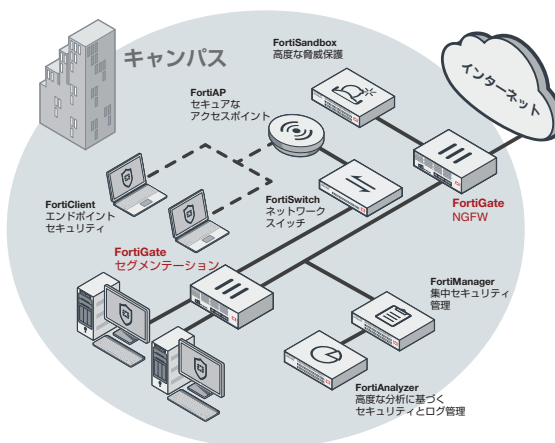 キャンパス
FortiSandbox
高度な脅威保護
インターネット
FortiAP
セキュアな
アクセスポイント
FortiClient
エンドポイント
セキュリティ
FortiSwitch
ネットワーク
スイッチ
FortiGate
NGFW
FortiGate
セグメンテーション
FortiManager
集中セキュリティ
管理
FortiAnalyzer
高度な分析に基づく
セキュリティとログ管理